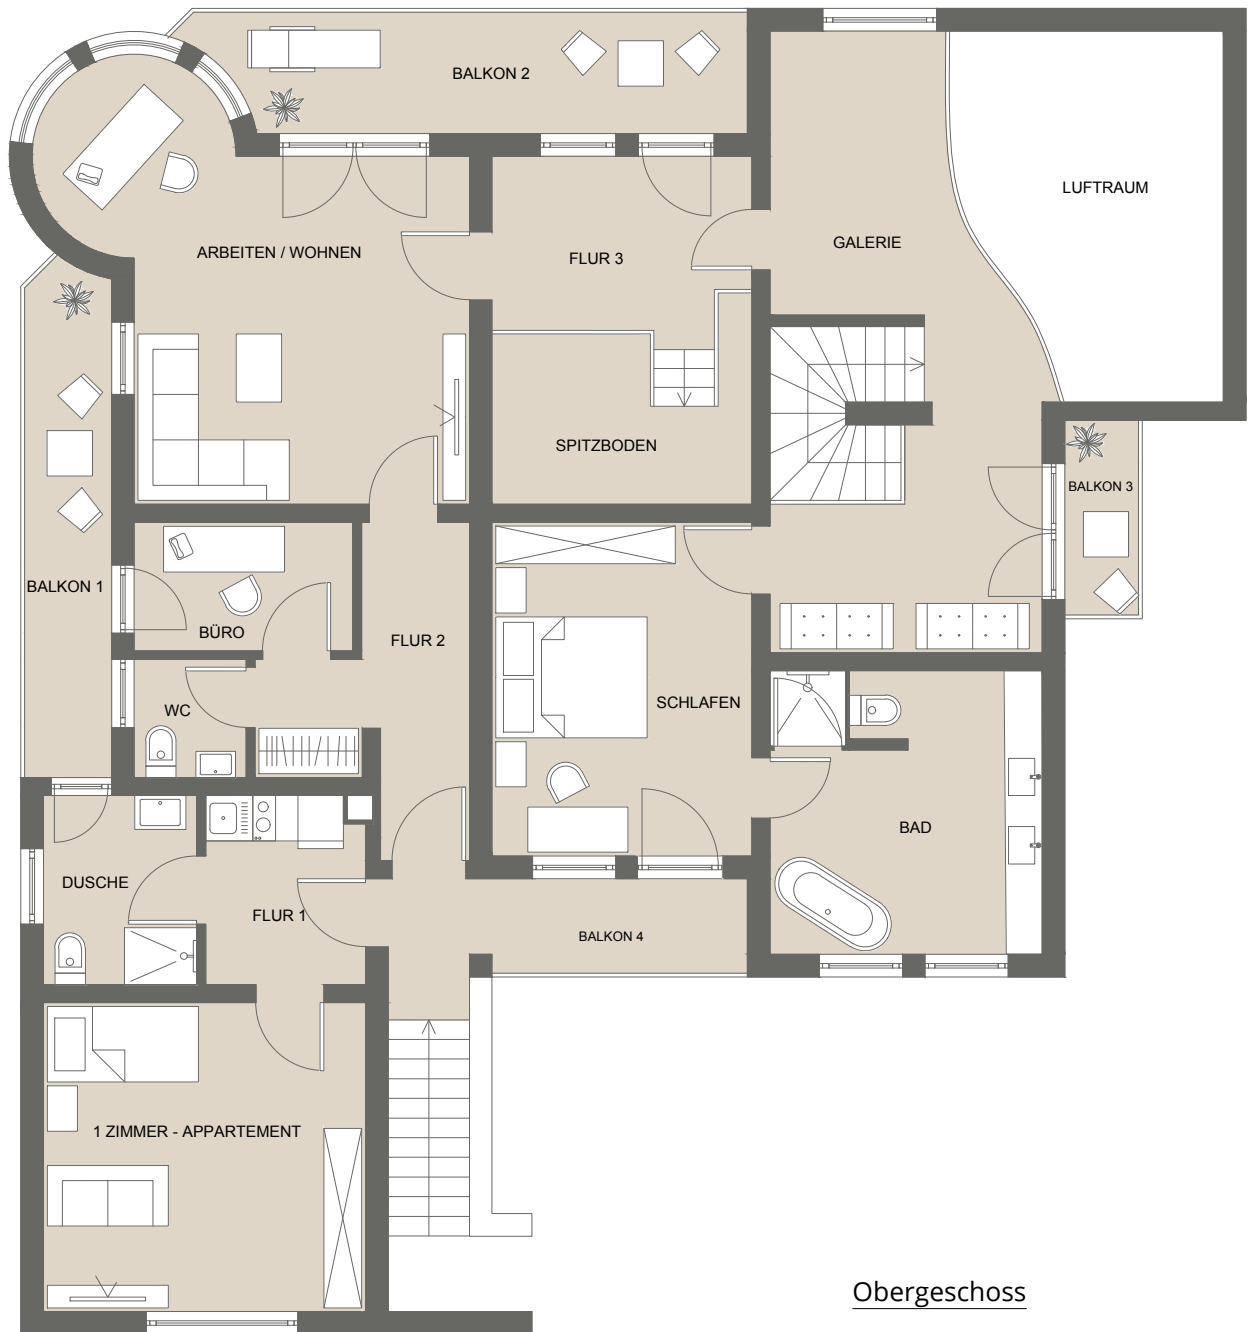 BALKON 2
LUFTRAUM
GALERIE
ARBEITEN / WOHNEN
FLUR 3
SPITZBODEN
BALKON 3
BALKON 1
BÜRO
FLUR 2
WC
SCHLAFEN
BAD
DUSCHE
FLUR 1
BALKON 4
1 ZIMMER - APPARTEMENT
Obergeschoss